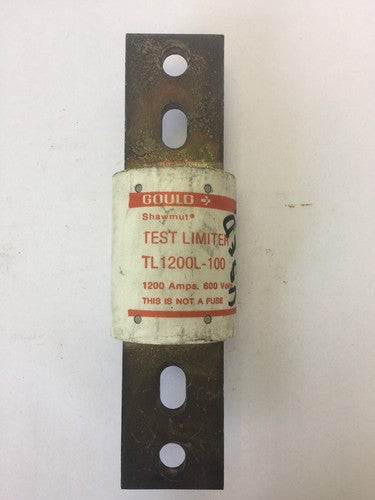 GOULD
Shawmut®
TEST LIMITER
TL1200L-100
1200 Amps. 600 Volts
THIS IS NOT A FUSE